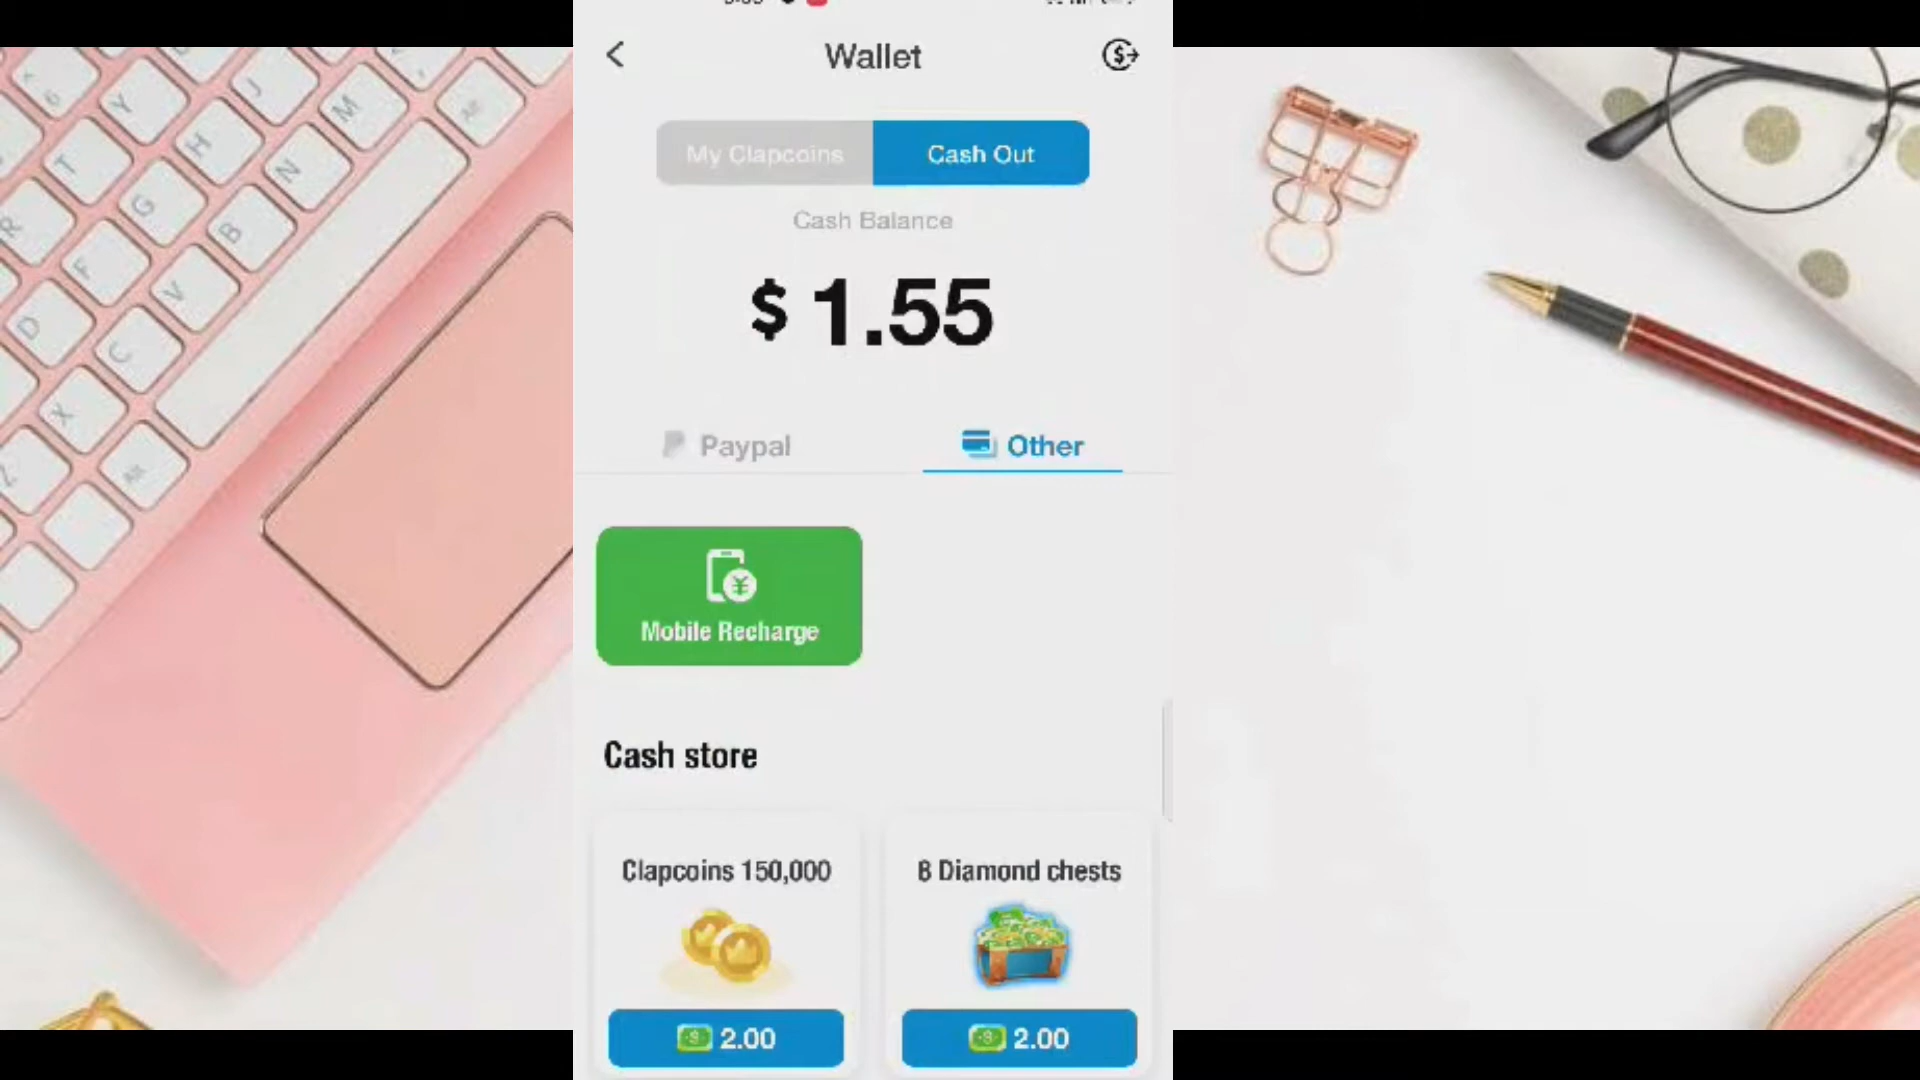 Wallet
My Clapcoins
Cash Out
Cash Balance
$ 1.55
Paypal
Other
Mobile Recharge
Cash store
Clapcoins 150,000
8 Diamond chests
2.00
2.00